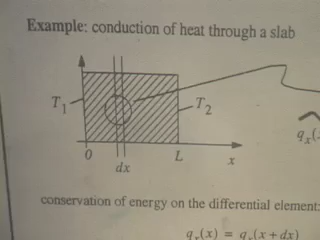 Example: conduction of heat through a slab
T1
T2
qx(
0
L
x
dx
conservation of energy on the differential element:
qx(x) = qx(x + dx)